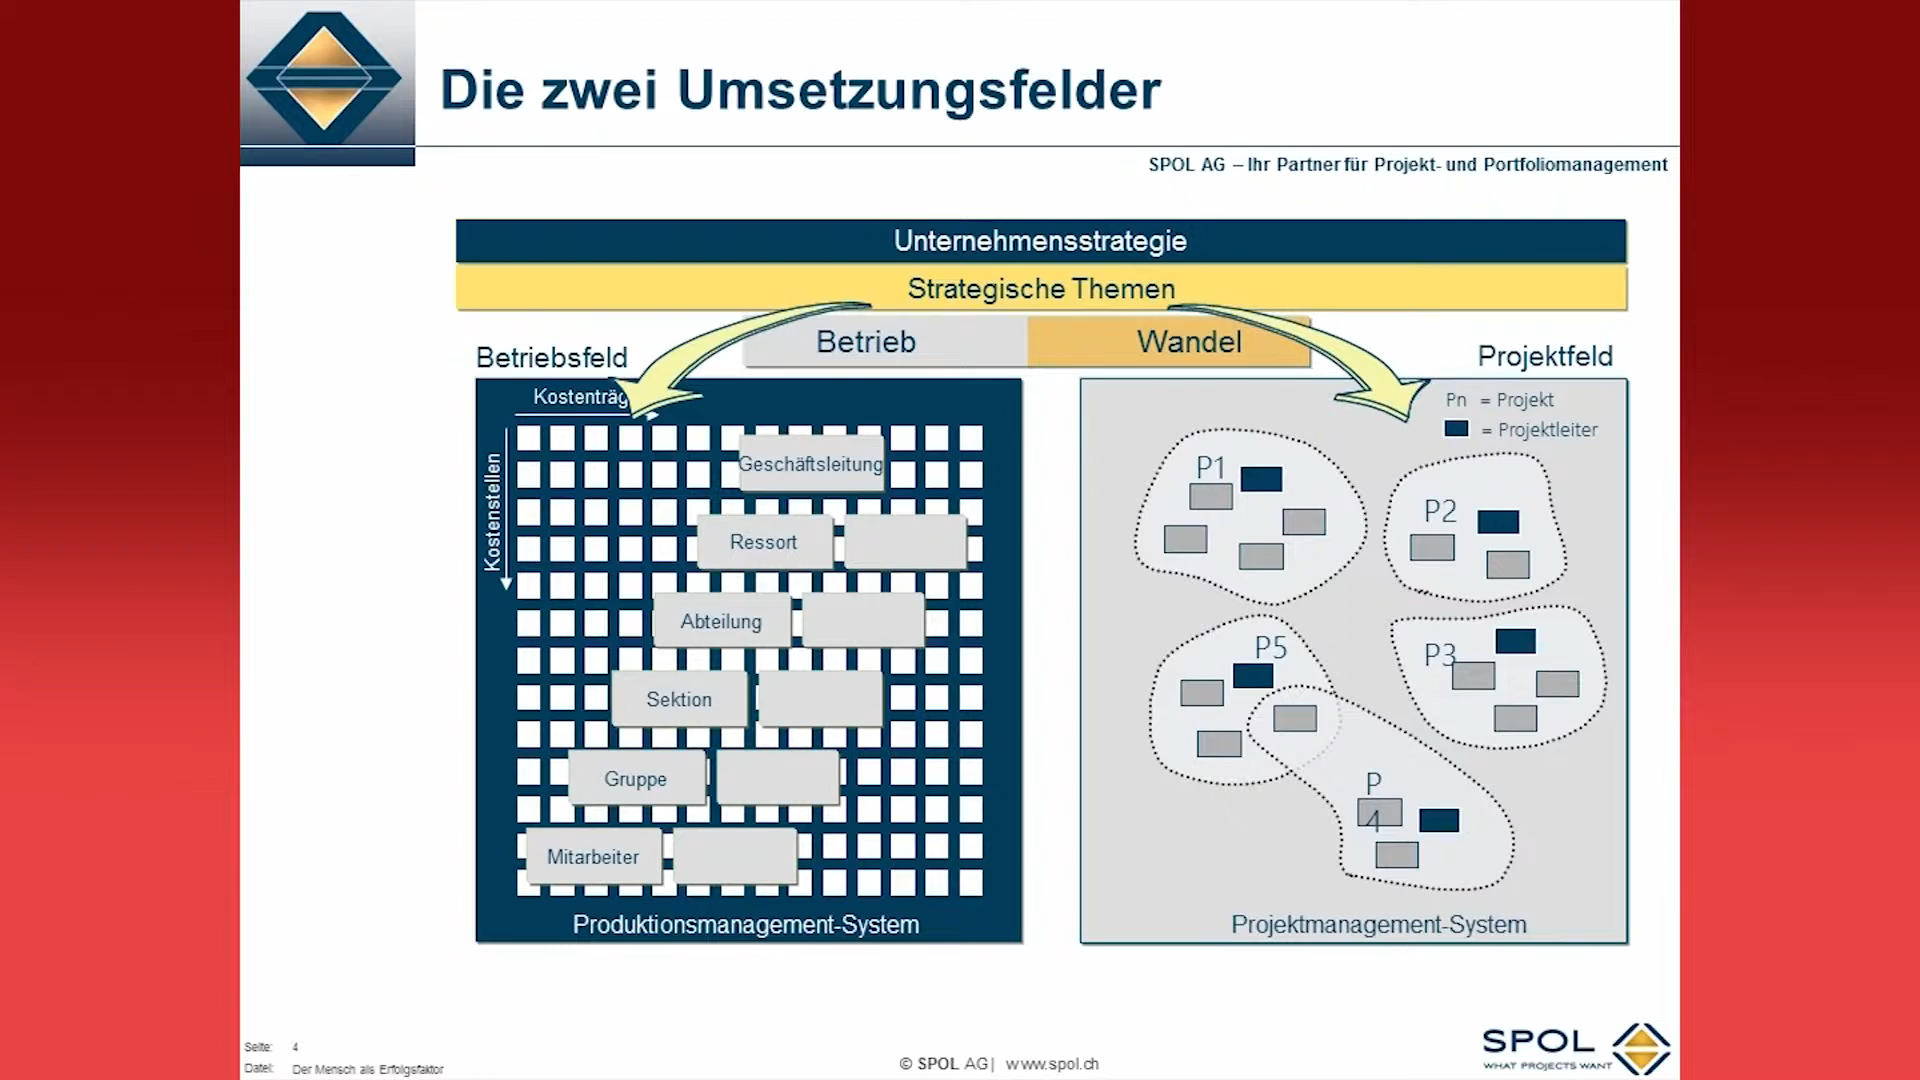 Die zwei Umsetzungsfelder
SPOL AG – Ihr Partner für Projekt- und Portfoliomanagement
Unternehmensstrategie
Strategische Themen
Betrieb
Wandel
Betriebsfeld
Projektfeld
Kostenträg
Kostenstellen
Geschäftsleitung
Ressort
Abteilung
Sektion
Gruppe
Mitarbeiter
Produktionsmanagement-System
Pn = Projekt
= Projektleiter
P1
P2
P5
P3
P
4
Projektmanagement-System
Seite: 4
Datei: Der Mensch als Erfolgsfaktor
© SPOL AG| www.spol.ch
SPOL
WHAT PROJECTS WANT